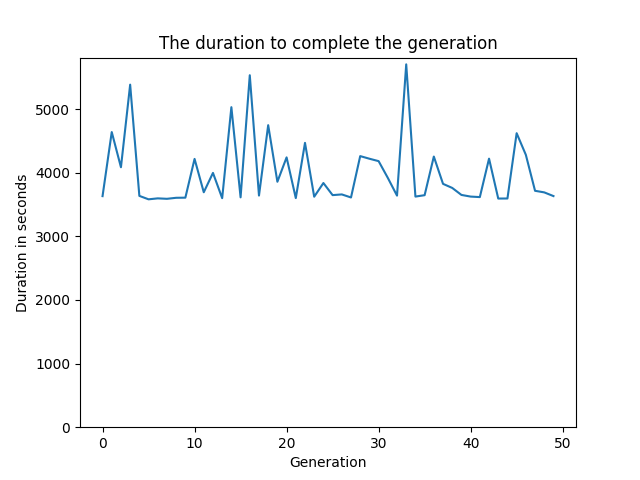 The duration to complete the generation
Duration in seconds
5000
4000
3000
2000
1000
0
0 10 20 30 40 50
Generation